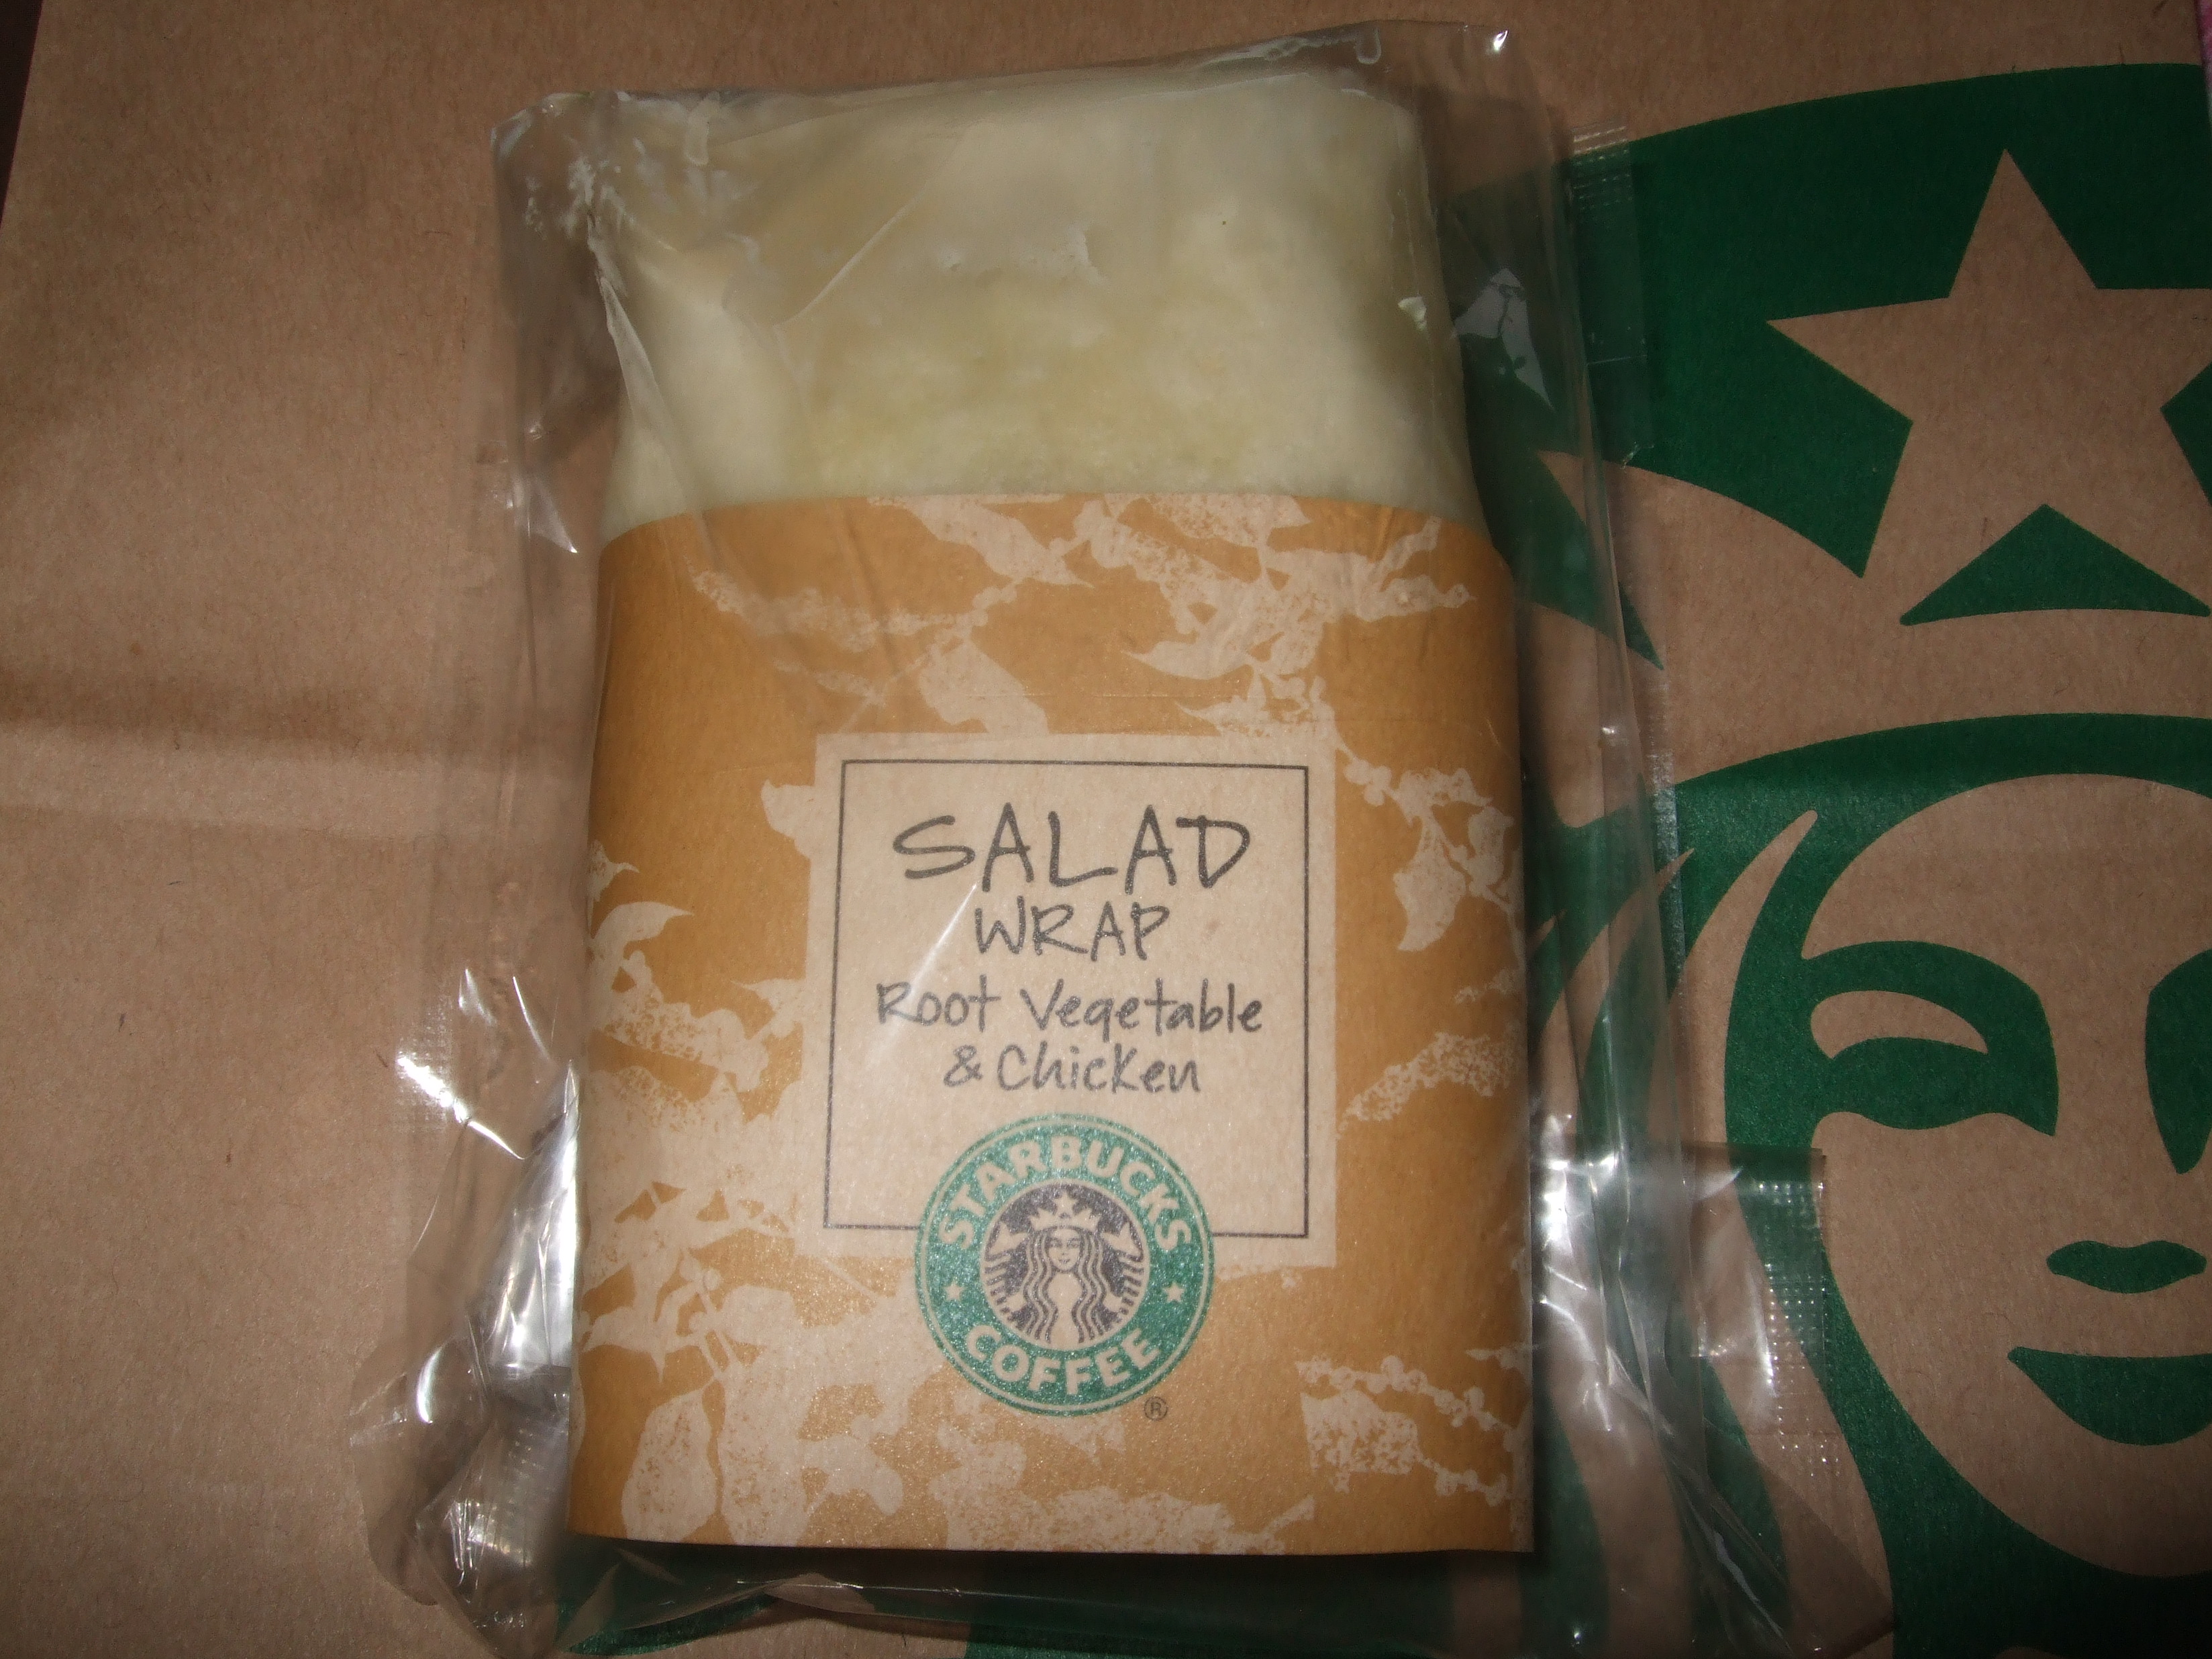 SALAD
WRAP
Root Vegetable
& Chicken
STARBUCKS
COFFEE
®